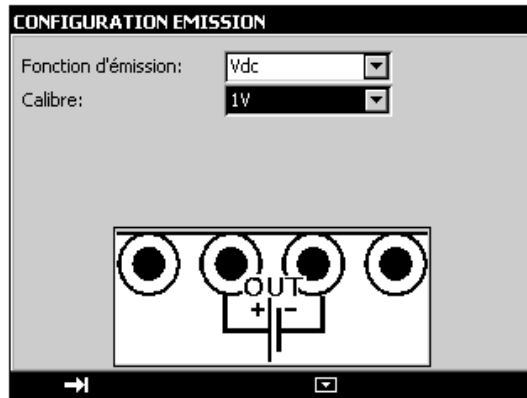 CONFIGURATION EMISSION
Fonction d'émission: Vdc
Calibre: 1V
OUT
+ -